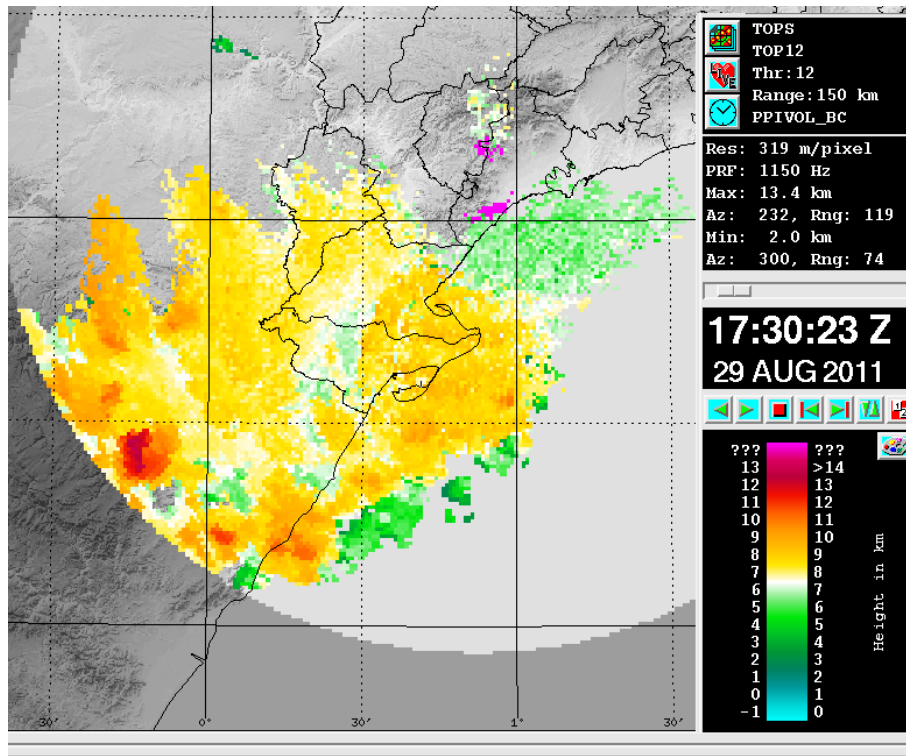 TOPS
TOP12
Thr:12
Range:150 km
PPIVOL_BC
Res: 319 m/pixel
PRF: 1150 Hz
Max: 13.4 km
Az: 232, Rng: 119
Min: 2.0 km
Az: 300, Rng: 74
17:30:23 Z
29 AUG 2011
??? ???
13 >14
12 13
11 12
10 11
9 10
8 9
7 8
6 7
5 6
4 5
3 4
2 3
1 2
0 1
-1 0
Height in km
30' 0° 30' 1° 30'